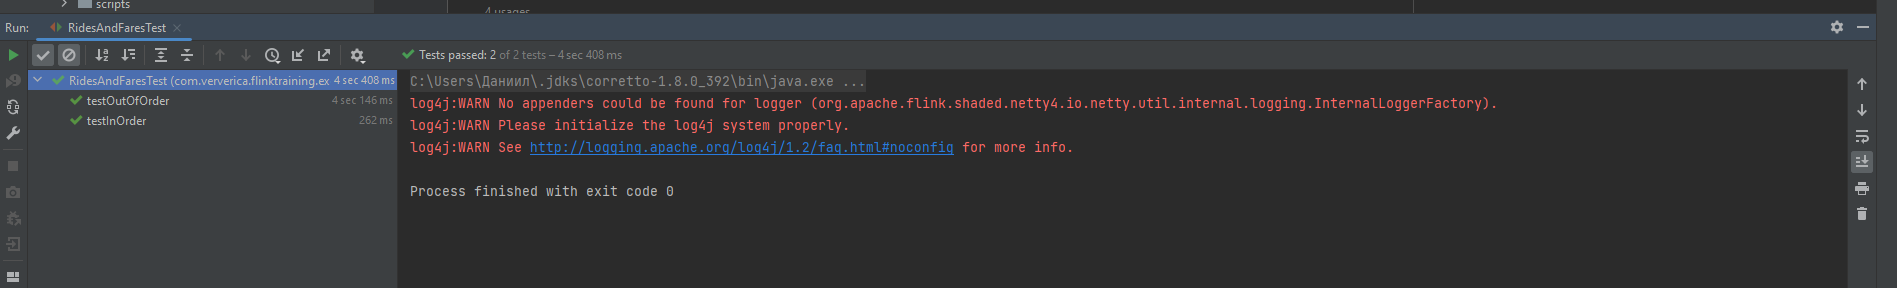 scripts
4 usages
Run: RidesAndFaresTest
Tests passed: 2 of 2 tests – 4 sec 408 ms
RidesAndFaresTest (com.ververica.flinktraining.ex 4 sec 408 ms
testOutOfOrder 4 sec 146 ms
testInOrder 262 ms
C:\Users\Даниил\.jdks\corretto-1.8.0_392\bin\java.exe ...
log4j:WARN No appenders could be found for logger (org.apache.flink.shaded.netty4.io.netty.util.internal.logging.InternalLoggerFactory).
log4j:WARN Please initialize the log4j system properly.
log4j:WARN See http://logging.apache.org/log4j/1.2/faq.html#noconfig for more info.
Process finished with exit code 0